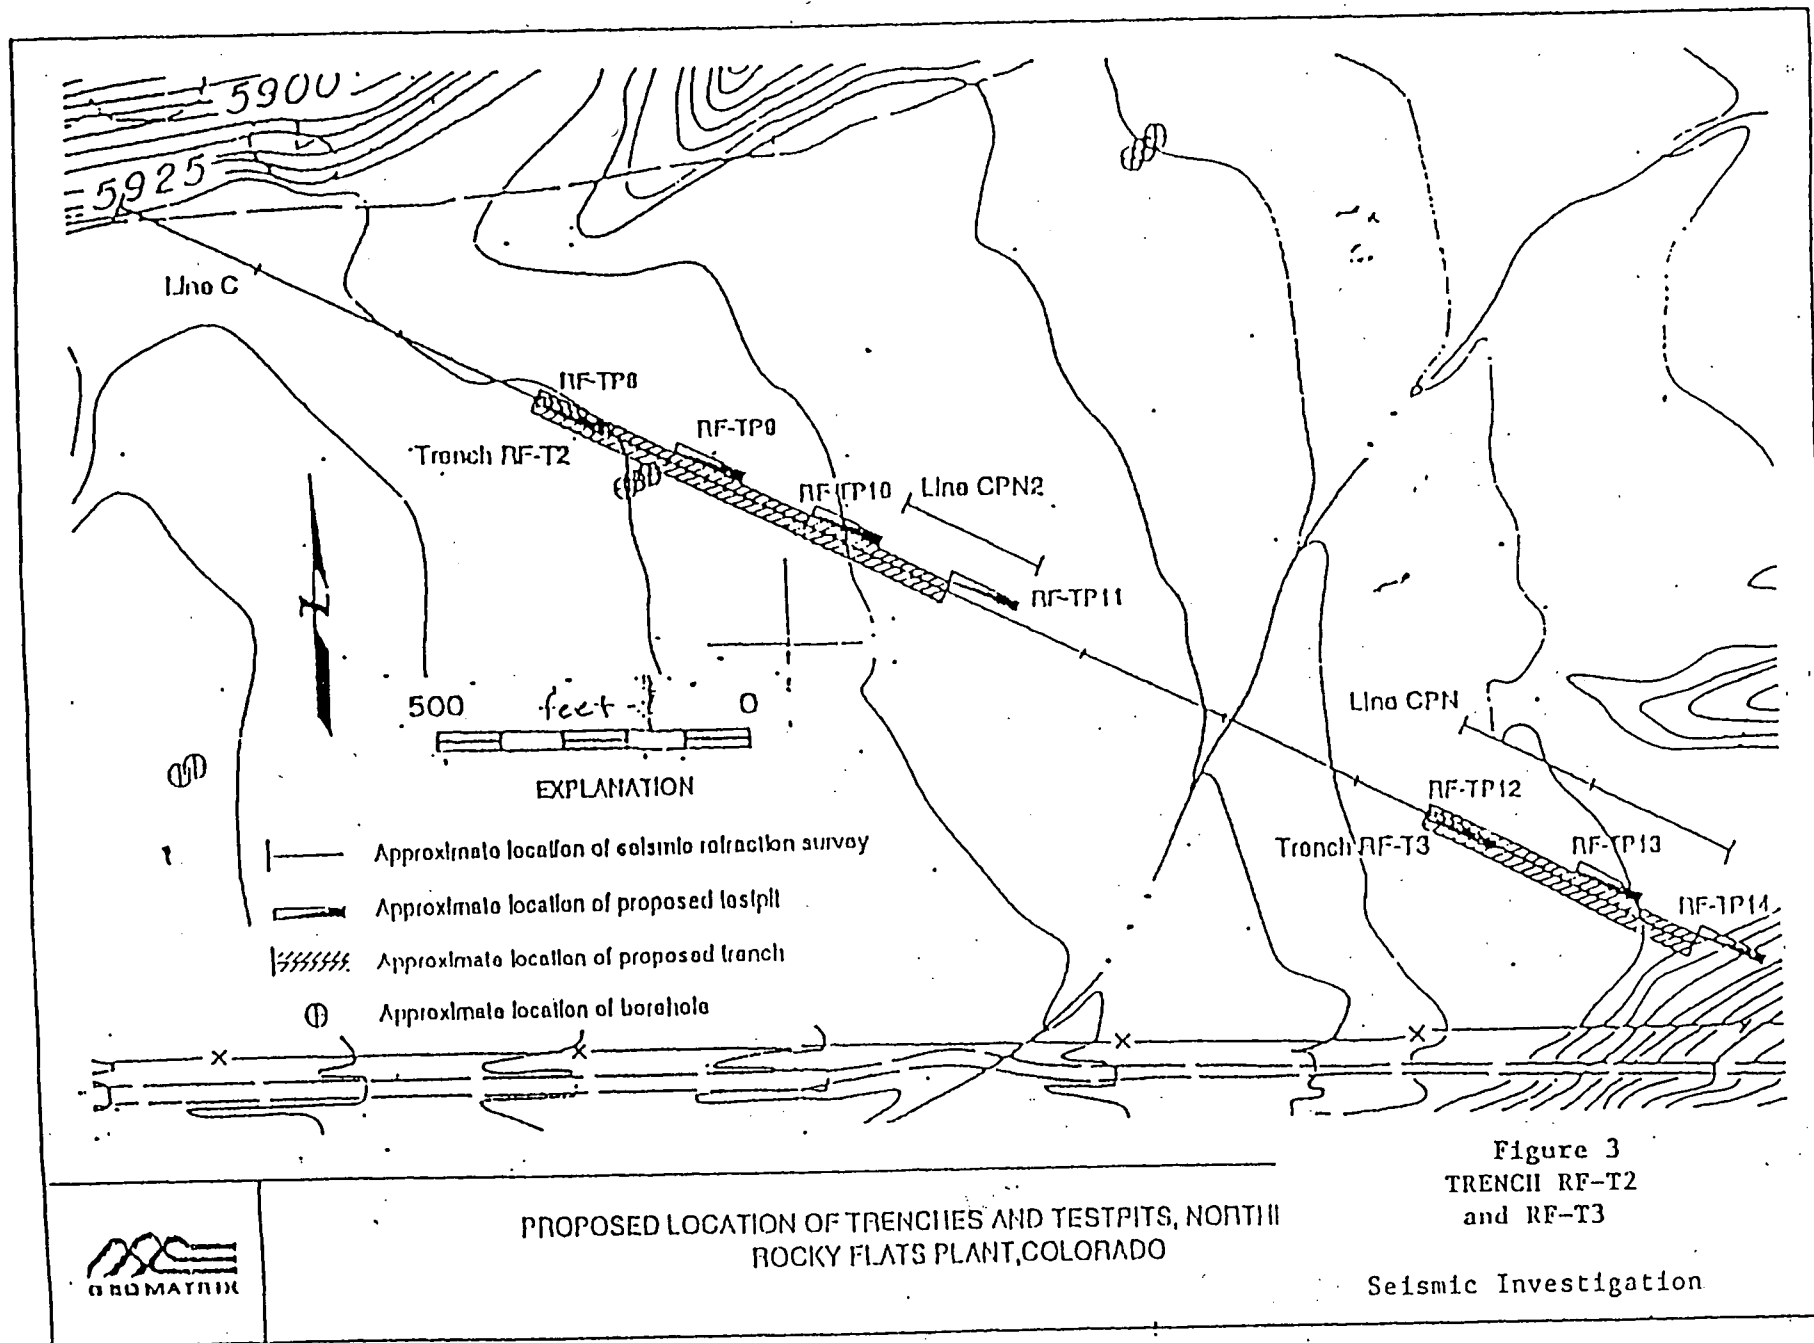 5900
5925
Line C
RF-TP8
RF-TP9
Trench RF-T2
RF-TP10
Line CPN2
RF-TP11
N
500 feet 0
Line CPN
EXPLANATION
RF-TP12
Trench RF-T3
RF-TP13
RF-TP14
Approximate location of seismic refraction survey
Approximate location of proposed testpit
Approximate location of proposed trench
Approximate location of borehole
Figure 3
TRENCH RF-T2
and RF-T3
PROPOSED LOCATION OF TRENCHES AND TESTPITS, NORTH
ROCKY FLATS PLANT, COLORADO
GEOMATRIX
Seismic Investigation